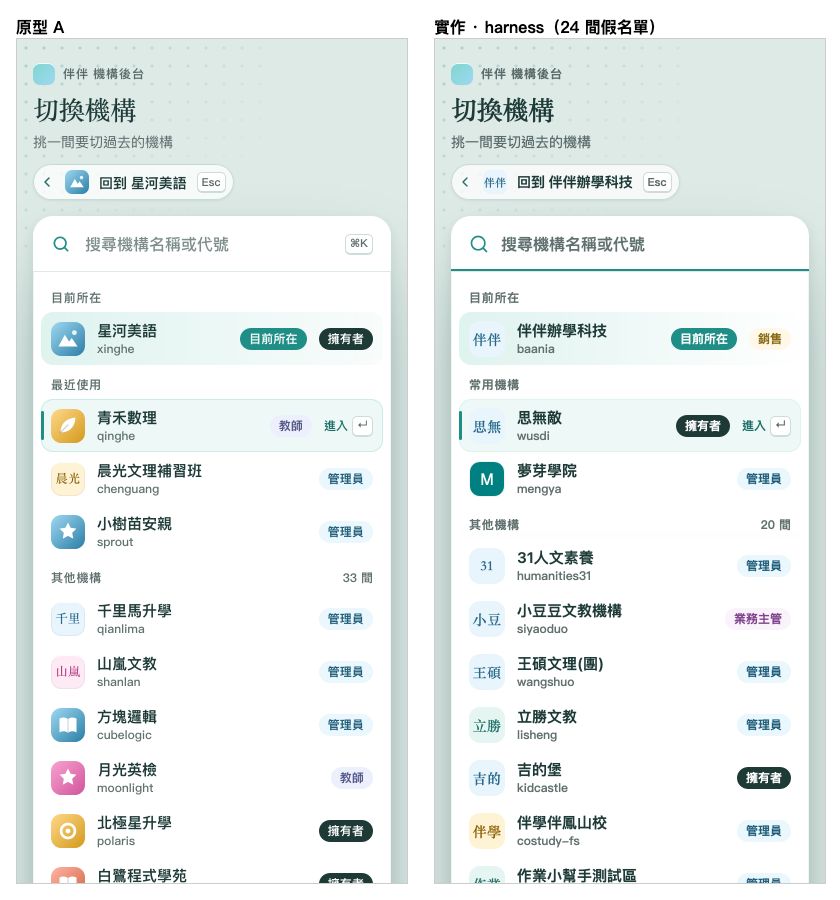 原型 A
伴伴 機構後台
切換機構
挑一間要切過去的機構
回到 星河美語 Esc
搜尋機構名稱或代號 ⌘K
目前所在
星河美語 目前所在 擁有者
xinghe
最近使用
青禾數理 教師 進入 ↵
qinghe
晨光 晨光文理補習班 管理員
chenguang
小樹苗安親 管理員
sprout
其他機構 33 間
千里 千里馬升學 管理員
qianlima
山嵐 山嵐文教 管理員
shanlan
方塊邏輯 管理員
cubelogic
月光英檢 教師
moonlight
北極星升學 擁有者
polaris
白鷺程式學苑 擁有者
實作 · harness（24 間假名單）
伴伴 機構後台
切換機構
挑一間要切過去的機構
伴伴 回到 伴伴辦學科技 Esc
搜尋機構名稱或代號
目前所在
伴伴 伴伴辦學科技 目前所在 銷售
baania
常用機構
思無 思無敵 擁有者 進入 ↵
wusdi
M 夢芽學院 管理員
mengya
其他機構 20 間
31 31人文素養 管理員
humanities31
小豆 小豆豆文教機構 業務主管
siyaoduo
王碩 王碩文理(團) 管理員
wangshuo
立勝 立勝文教 管理員
lisheng
吉的 吉的堡 擁有者
kidcastle
伴學 伴學伴鳳山校 管理員
costudy-fs
作業 作業小幫手測試區 管理員